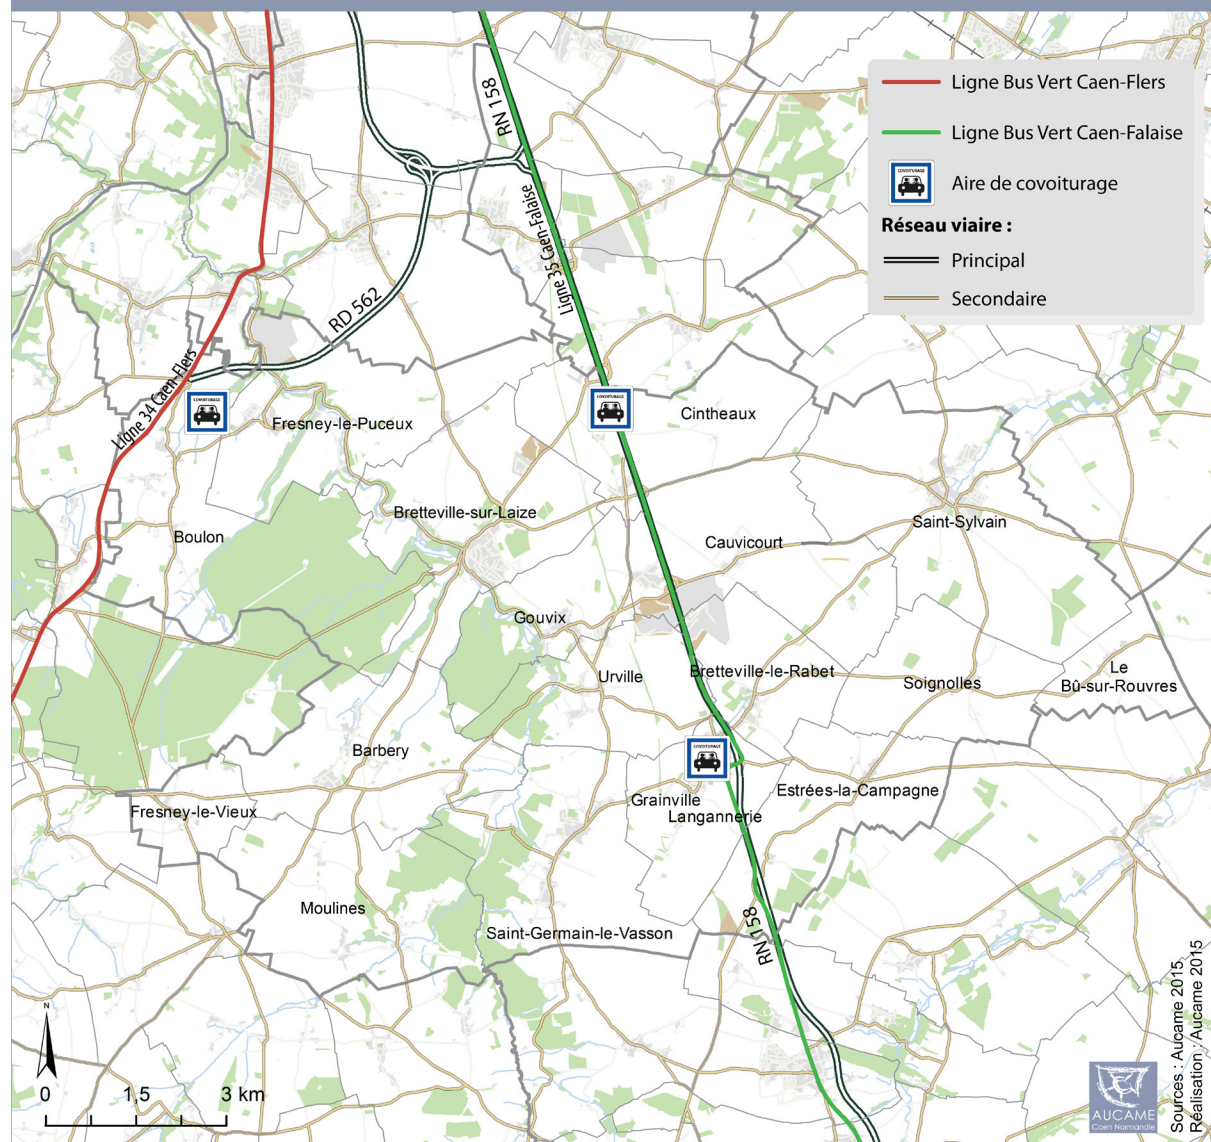 RN 158
Ligne Bus Vert Caen-Flers
Ligne Bus Vert Caen-Falaise
COVOITURAGE
Aire de covoiturage
Réseau viaire :
Principal
Secondaire
Ligne 35 Caen-Falaise
RD 562
Ligne 34 Caen-Flers
COVOITURAGE
COVOITURAGE
Cintheaux
Fresney-le-Puceux
Bretteville-sur-Laize
Saint-Sylvain
Boulon
Cauvicourt
Gouvix
Urville
Bretteville-le-Rabet
Soignolles
Le
Bû-sur-Rouvres
Barbery
COVOITURAGE
Estrées-la-Campagne
Grainville
Langannerie
Fresney-le-Vieux
Moulines
Saint-Germain-le-Vasson
RN 158
N
0 1,5 3 km
AUCAME
Caen Normandie
Sources : Aucame 2015
Réalisation : Aucame 2015